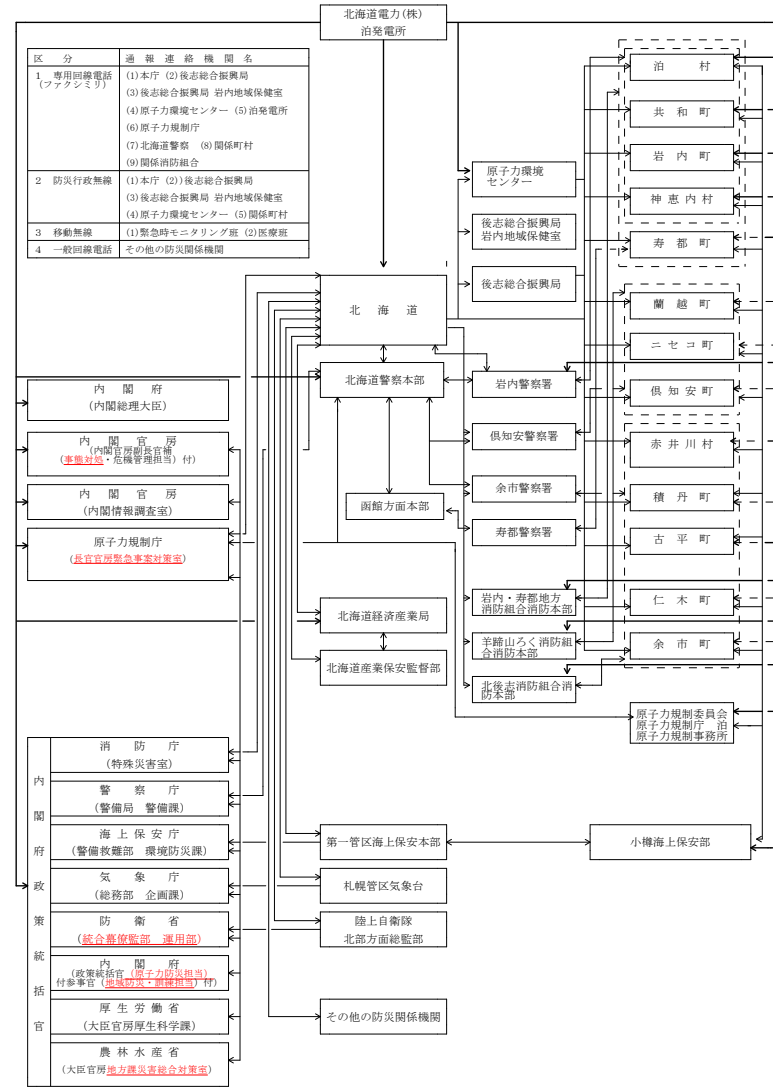 北海道電力(株)
泊発電所
区　分　通 報 連 絡 機 関 名
1　専用回線電話　(1)本庁 (2)後志総合振興局
(ファクシミリ)
(3)後志総合振興局 岩内地域保健室
(4)原子力環境センター (5)泊発電所
(6)原子力規制庁
(7)北海道警察　(8)関係町村
(9)関係消防組合
2　防災行政無線　(1)本庁 (2))後志総合振興局
(3)後志総合振興局 岩内地域保健室
(4)原子力環境センター (5)関係町村
3　移動無線　(1)緊急時モニタリング班 (2)医療班
4　一般回線電話　その他の防災関係機関
泊　村
共 和 町
岩 内 町
神 恵 内 村
寿 都 町
原子力環境
センター
後志総合振興局
岩内地域保健室
後志総合振興局
蘭 越 町
ニ セ コ 町
倶 知 安 町
赤 井 川 村
積 丹 町
古 平 町
仁 木 町
余 市 町
北　海　道
北海道警察本部
岩内警察署
倶知安警察署
余市警察署
函館方面本部
寿都警察署
内　閣　府
(内閣総理大臣)
内　閣　官　房
(内閣官房副長官補
(事態対処・危機管理担当) 付)
内　閣　官　房
(内閣情報調査室)
原子力規制庁
(長官官房緊急事案対策室)
岩内・寿都地方
消防組合消防本部
羊蹄山ろく消防組
合消防本部
北後志消防組合消
防本部
北海道経済産業局
北海道産業保安監督部
原子力規制委員会
原子力規制庁　泊
原子力規制事務所
内
閣
府
政
策
統
括
官
消　防　庁
(特殊災害室)
警　察　庁
(警備局　警備課)
海 上 保 安 庁
(警備救難部　環境防災課)
気　象　庁
(総務部　企画課)
防　衛　省
(統合幕僚監部　運用部)
内　閣　府
(政策統括官 (原子力防災担当)
付参事官 (地域防災・訓練担当) 付)
厚 生 労 働 省
(大臣官房厚生科学課)
農 林 水 産 省
(大臣官房地方課災害総合対策室)
第一管区海上保安本部
小樽海上保安部
札幌管区気象台
陸上自衛隊
北部方面総監部
その他の防災関係機関